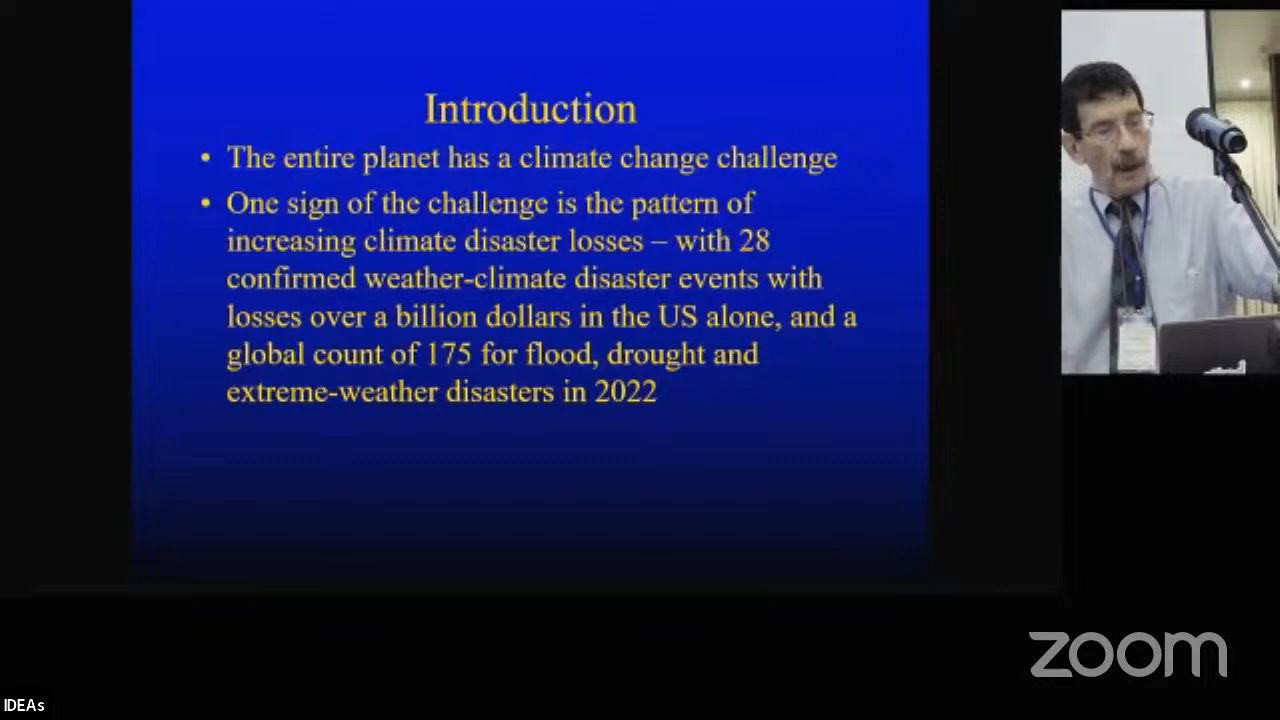 Introduction
• The entire planet has a climate change challenge
• One sign of the challenge is the pattern of
increasing climate disaster losses – with 28
confirmed weather-climate disaster events with
losses over a billion dollars in the US alone, and a
global count of 175 for flood, drought and
extreme-weather disasters in 2022
zoom
IDEAs